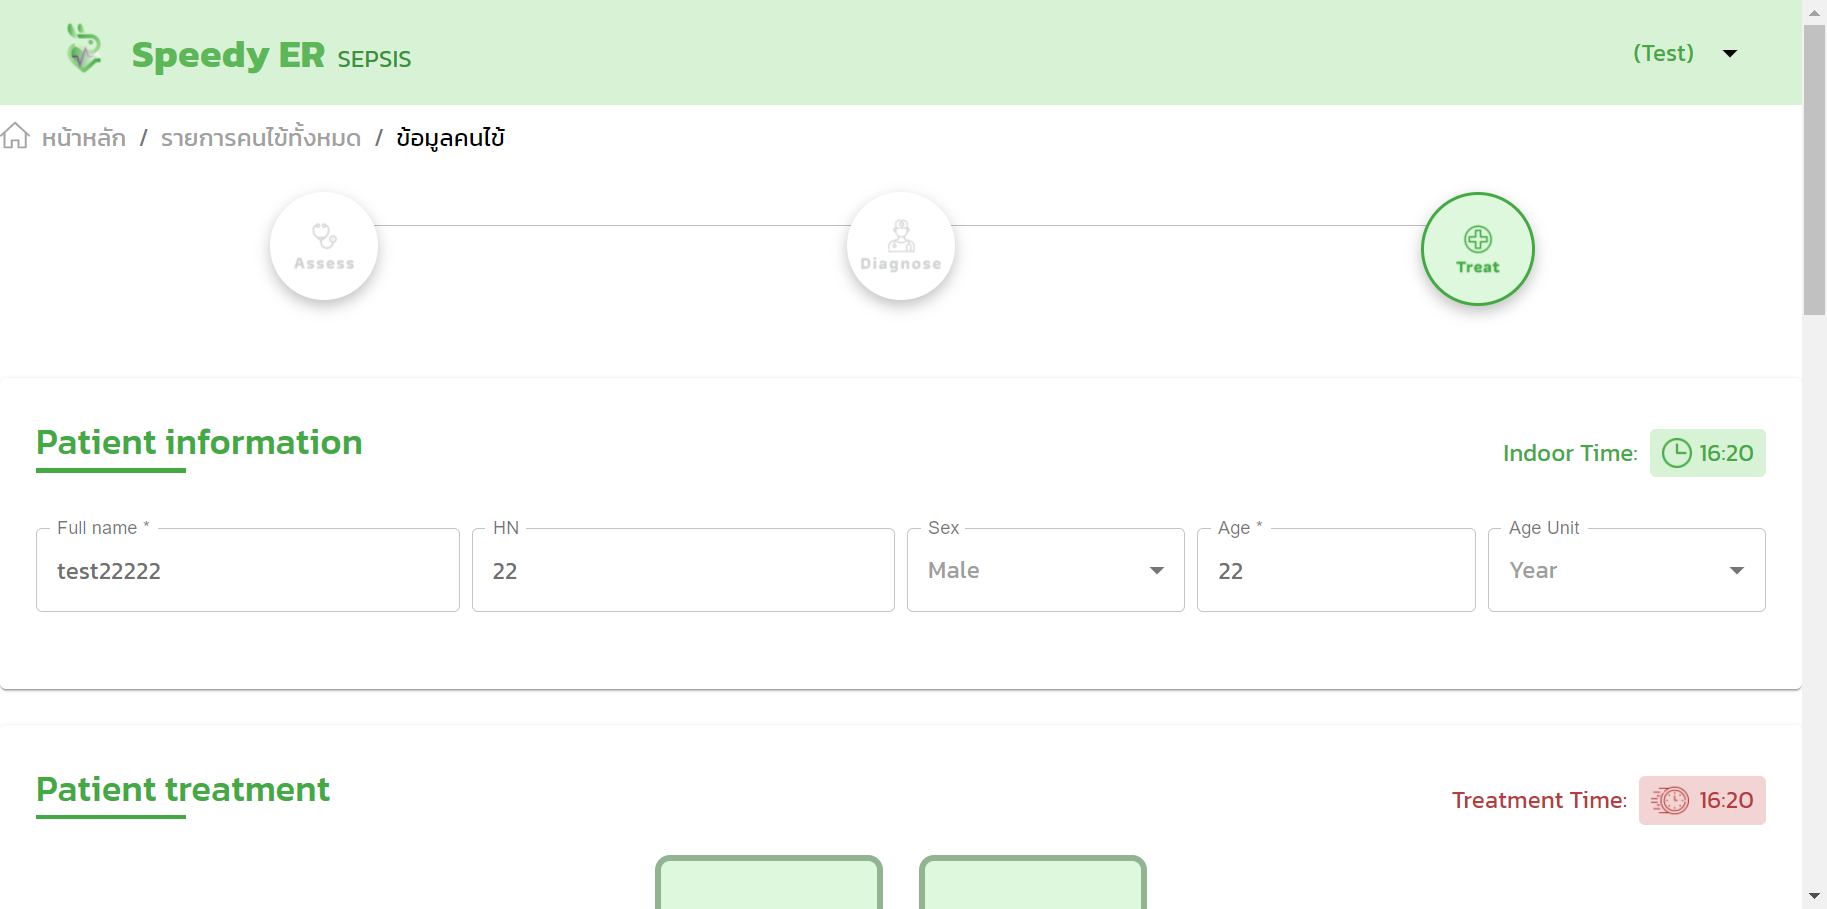 Speedy ER SEPSIS
(Test)
หน้าหลัก / รายการคนไข้ทั้งหมด / ข้อมูลคนไข้
Assess
Diagnose
Treat
Patient information
Indoor Time: 16:20
Full name *
test22222
HN
22
Sex
Male
Age *
22
Age Unit
Year
Patient treatment
Treatment Time: 16:20